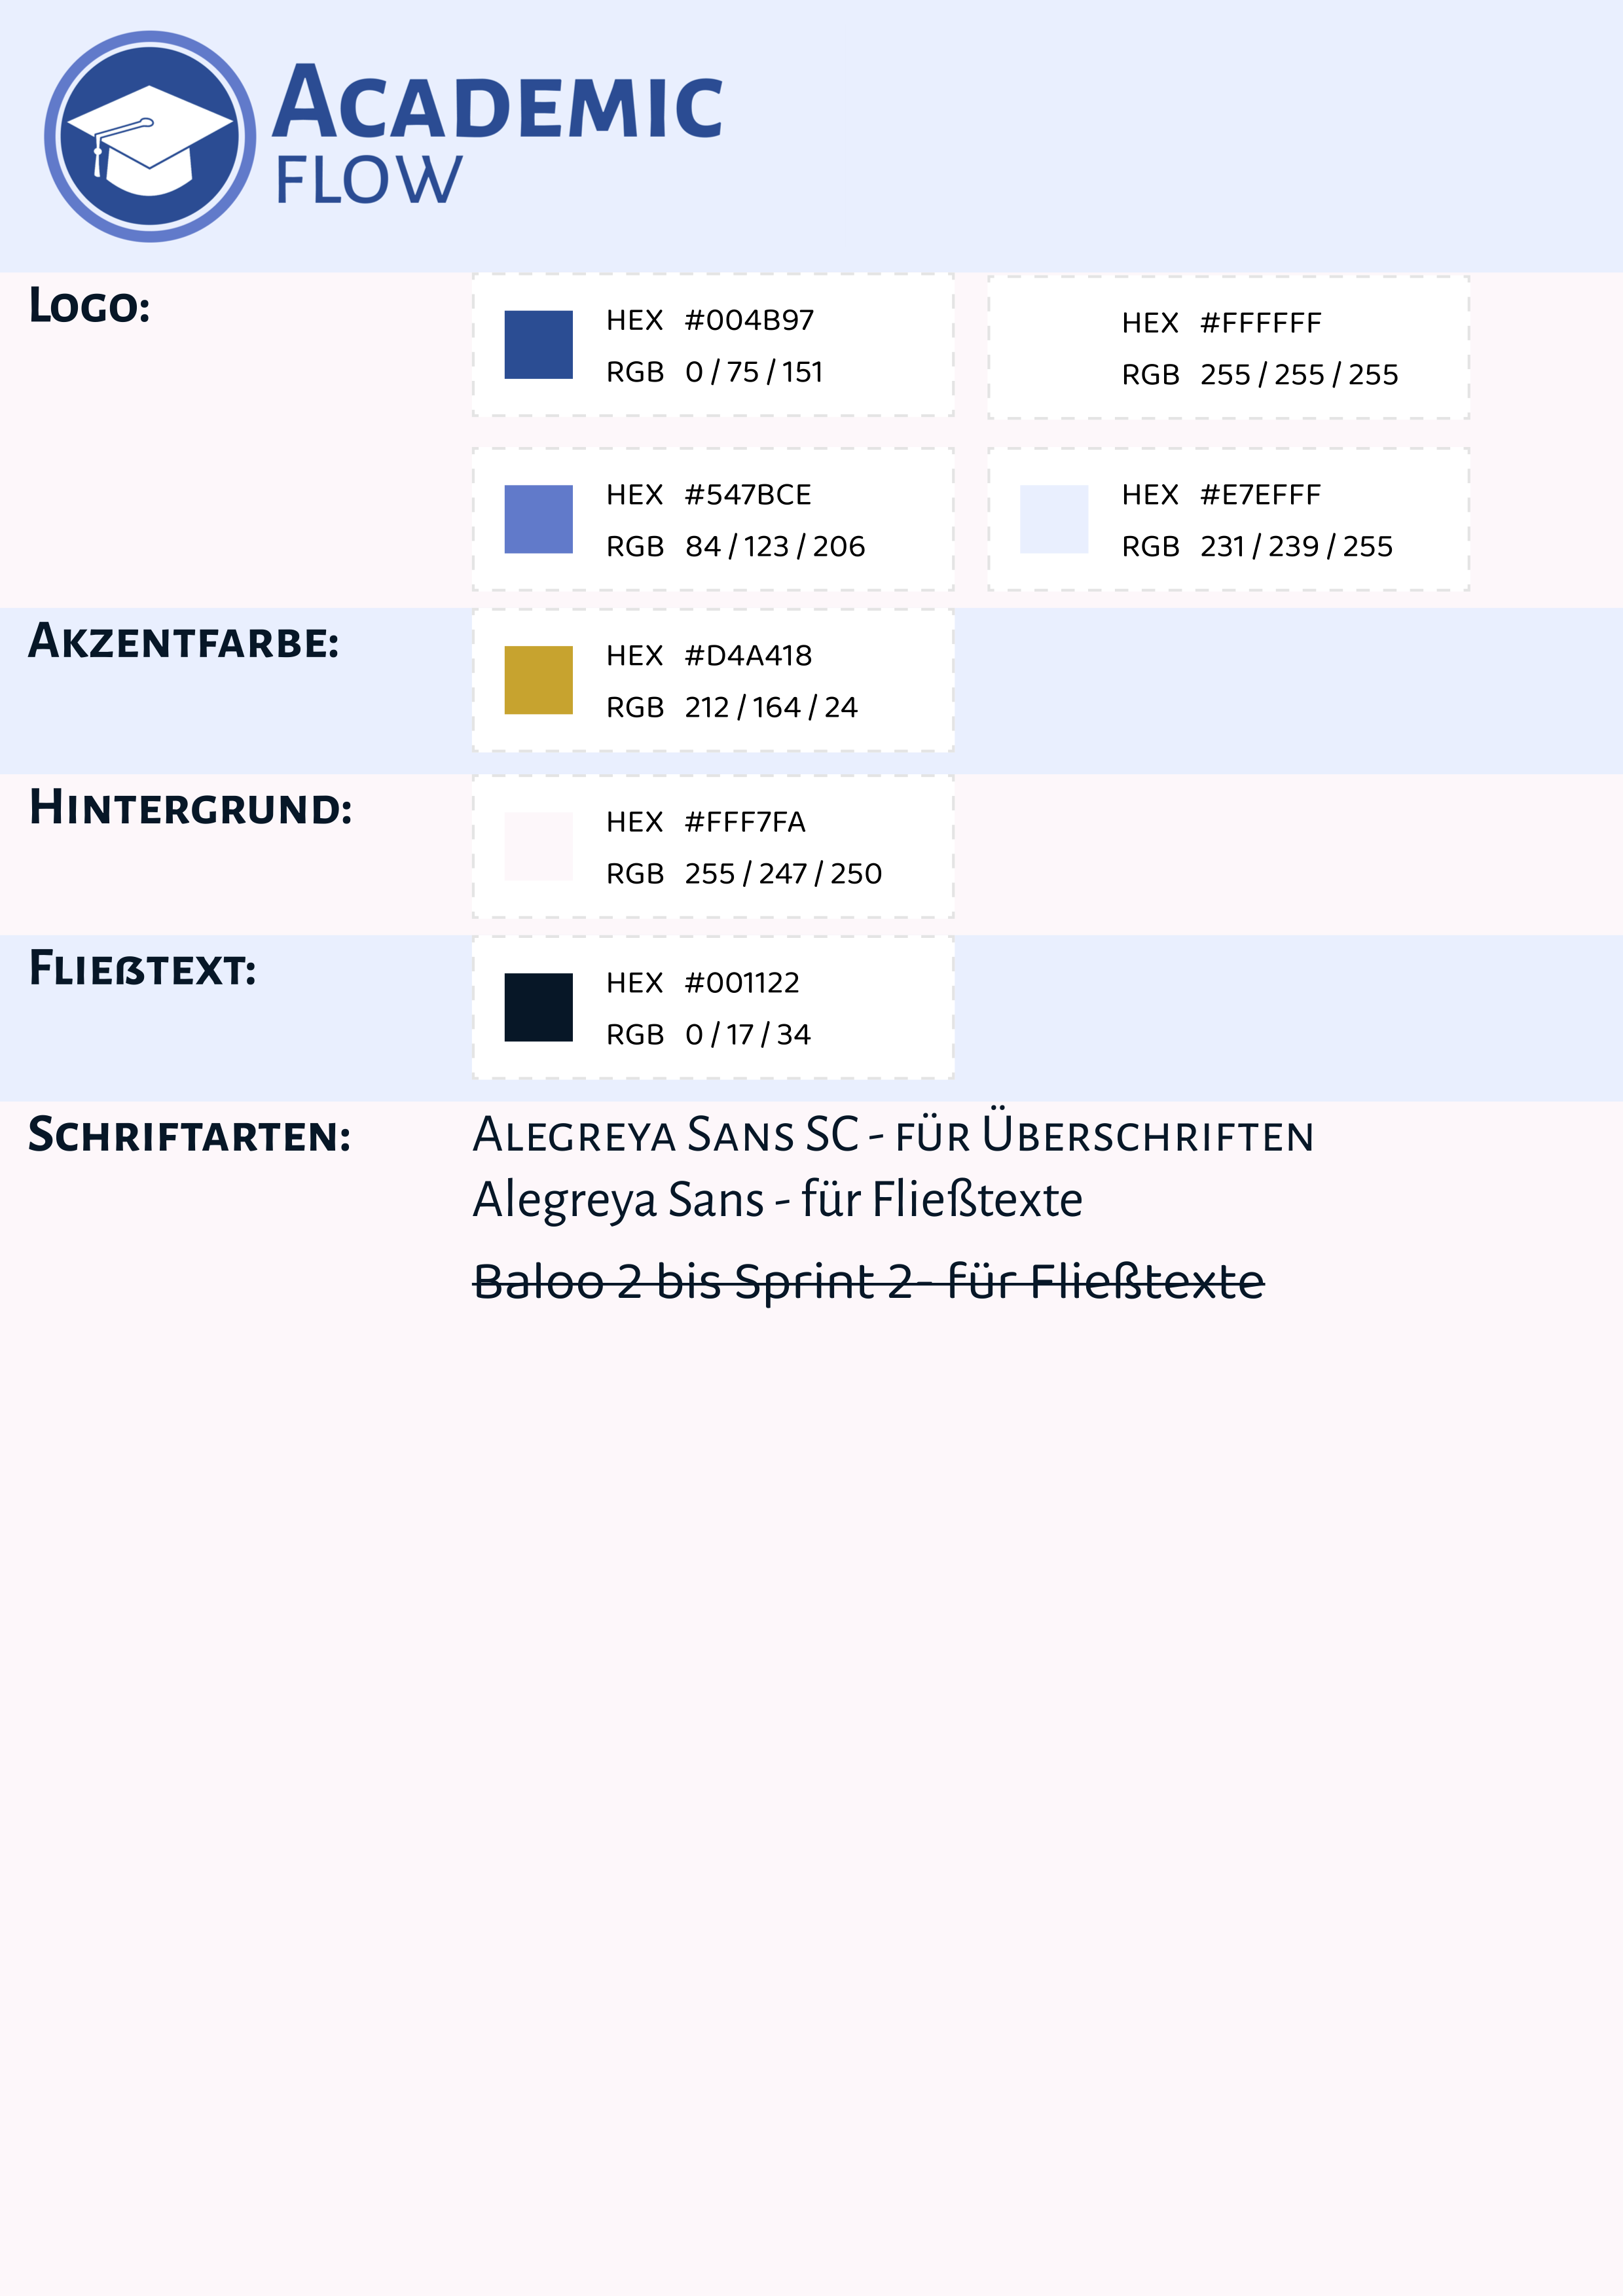 Academic
FLOW
Logo:
HEX #004B97
RGB 0 / 75 / 151
HEX #FFFFFF
RGB 255 / 255 / 255
HEX #547BCE
RGB 84 / 123 / 206
HEX #E7EFFF
RGB 231 / 239 / 255
Akzentfarbe:
HEX #D4A418
RGB 212 / 164 / 24
Hintergrund:
HEX #FFF7FA
RGB 255 / 247 / 250
Fließtext:
HEX #001122
RGB 0 / 17 / 34
Schriftarten:
Alegreya Sans SC - für Überschriften
Alegreya Sans - für Fließtexte
Baloo 2 bis Sprint 2- für Fließtexte